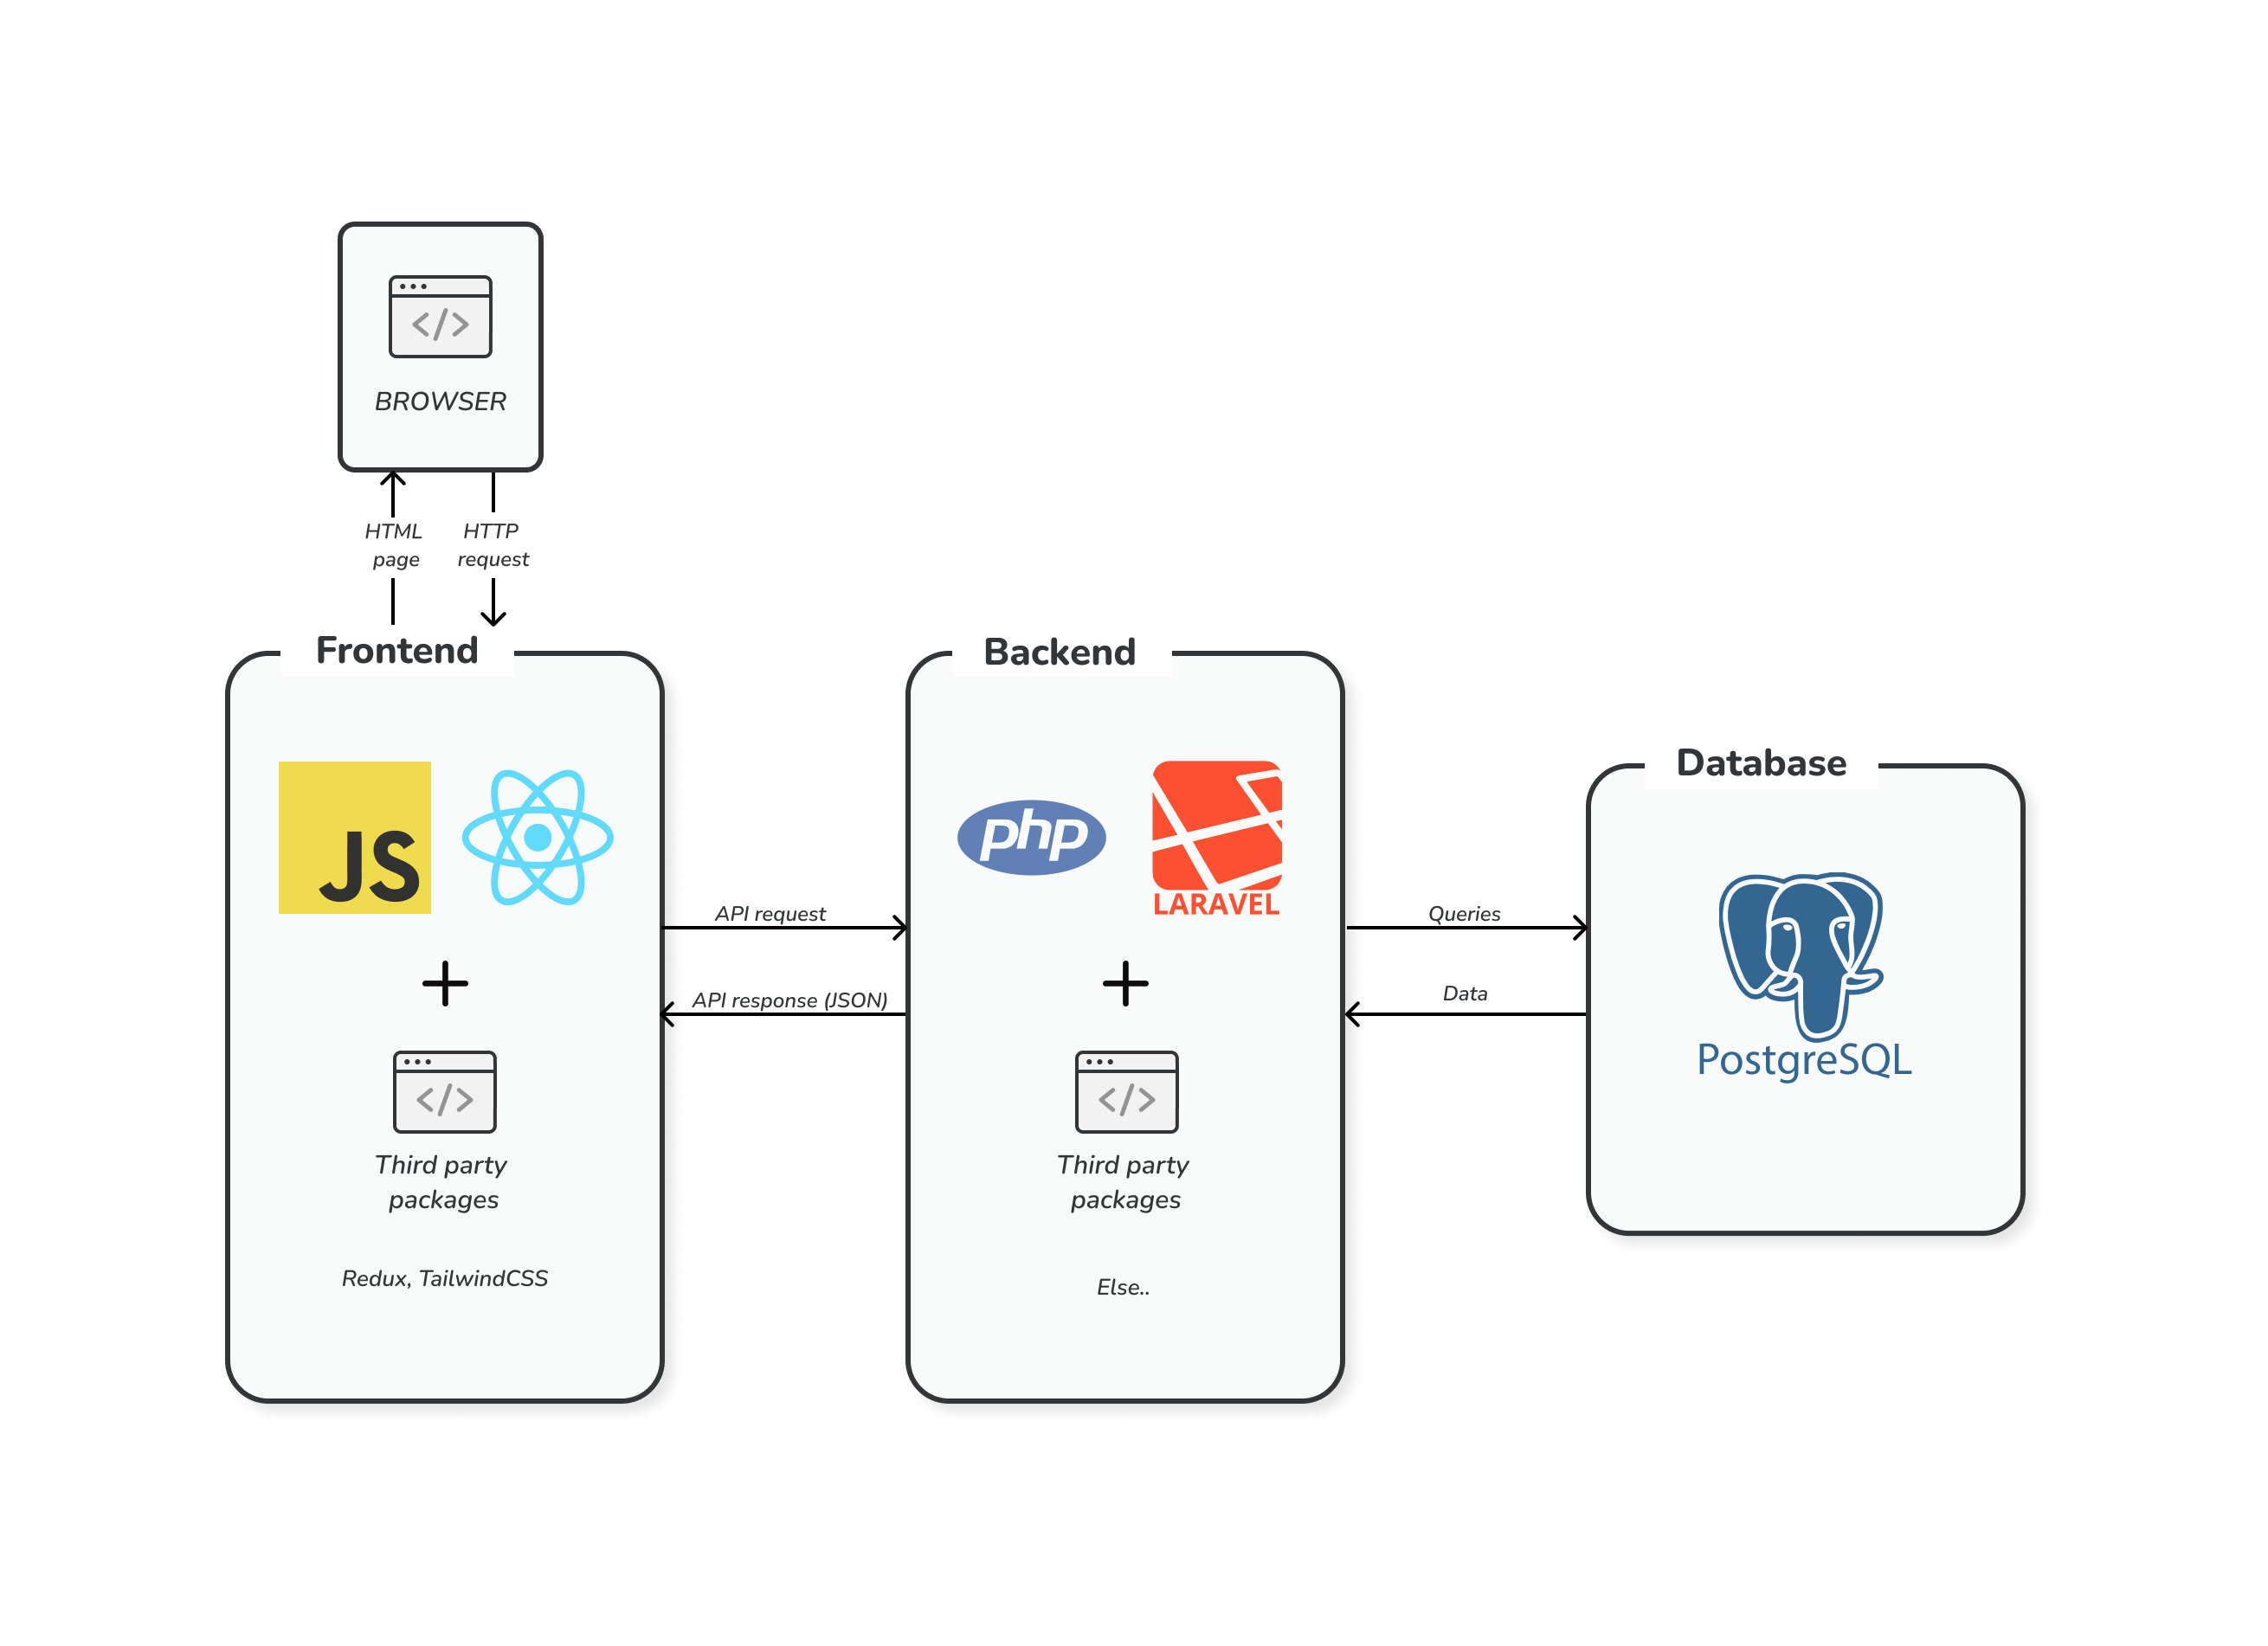 BROWSER
HTML
page
HTTP
request
Frontend
JS
Third party
packages
Redux, TailwindCSS
API request
API response (JSON)
Backend
php
LARAVEL
Third party
packages
Else..
Queries
Data
Database
PostgreSQL